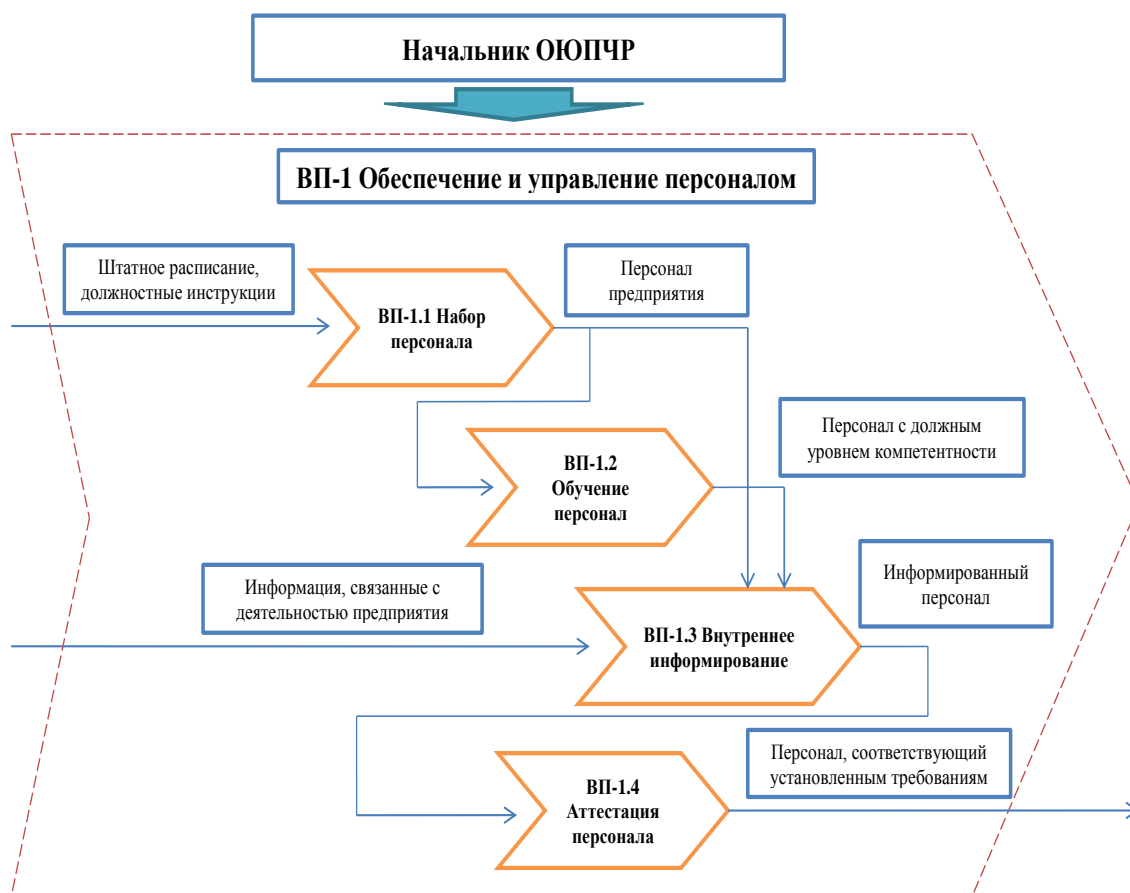 Начальник ОЮПЧР
ВП-1 Обеспечение и управление персоналом
Штатное расписание,
должностные инструкции
Персонал
предприятия
ВП-1.1 Набор
персонала
Персонал с должным
уровнем компетентности
ВП-1.2
Обучение
персонал
Информация, связанные с
деятельностью предприятия
Информированный
персонал
ВП-1.3 Внутреннее
информирование
Персонал, соответствующий
установленным требованиям
ВП-1.4
Аттестация
персонала